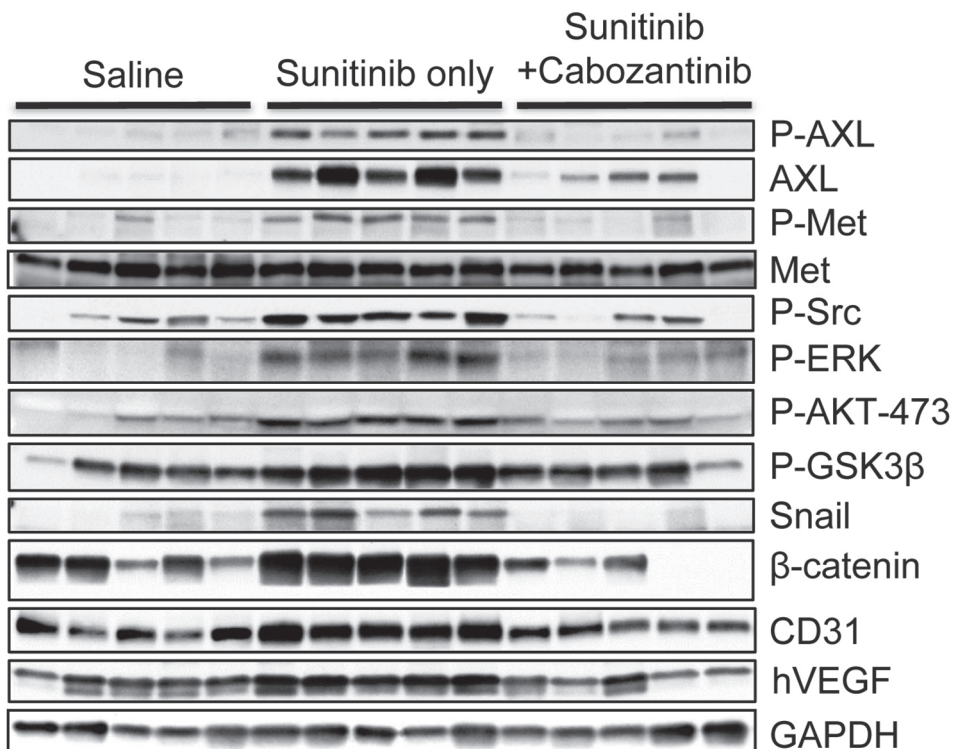 Saline
Sunitinib only
Sunitinib
+Cabozantinib
P-AXL
AXL
P-Met
Met
P-Src
P-ERK
P-AKT-473
P-GSK3β
Snail
β-catenin
CD31
hVEGF
GAPDH